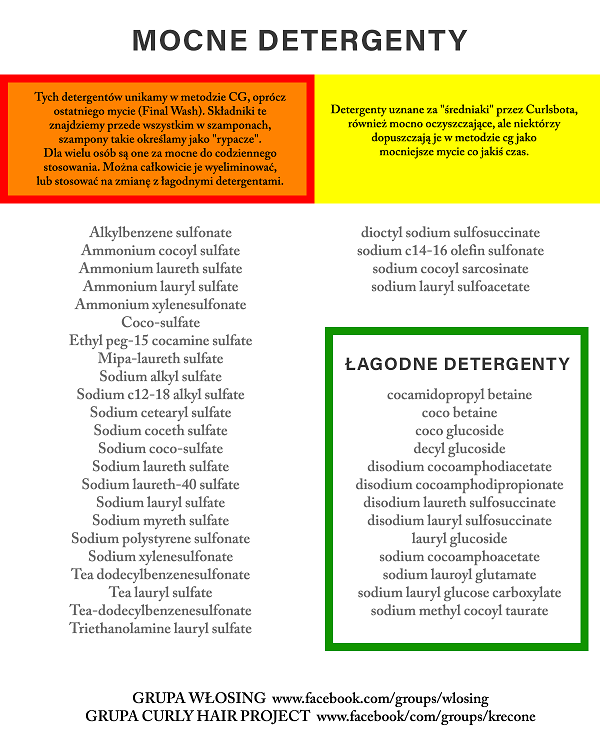 MOCNE DETERGENTY
Tych detergentów unikamy w metodzie CG, oprócz
ostatniego mycie (Final Wash). Składniki te
znajdziemy przede wszystkim w szamponach,
szampony takie określamy jako "rypacze".
Dla wielu osób są one za mocne do codziennego
stosowania. Można całkowicie je wyeliminować,
lub stosować na zmianę z łagodnymi detergentami.
Detergenty uznane za "średniaki" przez Curlsbota,
również mocno oczyszczające, ale niektórzy
dopuszczają je w metodzie cg jako
mocniejsze mycie co jakiś czas.
Alkylbenzene sulfonate
Ammonium cocoyl sulfate
Ammonium laureth sulfate
Ammonium lauryl sulfate
Ammonium xylenesulfonate
Coco-sulfate
Ethyl peg-15 cocamine sulfate
Mipa-laureth sulfate
Sodium alkyl sulfate
Sodium c12-18 alkyl sulfate
Sodium cetearyl sulfate
Sodium coceth sulfate
Sodium coco-sulfate
Sodium laureth sulfate
Sodium laureth-40 sulfate
Sodium lauryl sulfate
Sodium myreth sulfate
Sodium polystyrene sulfonate
Sodium xylenesulfonate
Tea dodecylbenzenesulfonate
Tea lauryl sulfate
Tea-dodecylbenzenesulfonate
Triethanolamine lauryl sulfate
dioctyl sodium sulfosuccinate
sodium c14-16 olefin sulfonate
sodium cocoyl sarcosinate
sodium lauryl sulfoacetate
ŁAGODNE DETERGENTY
cocamidopropyl betaine
coco betaine
coco glucoside
decyl glucoside
disodium cocoamphodiacetate
disodium cocoamphodipropionate
disodium laureth sulfosuccinate
disodium lauryl sulfosuccinate
lauryl glucoside
sodium cocoamphoacetate
sodium lauroyl glutamate
sodium lauryl glucose carboxylate
sodium methyl cocoyl taurate
GRUPA WŁOSING www.facebook.com/groups/wlosing
GRUPA CURLY HAIR PROJECT www.facebook/com/groups/krecone